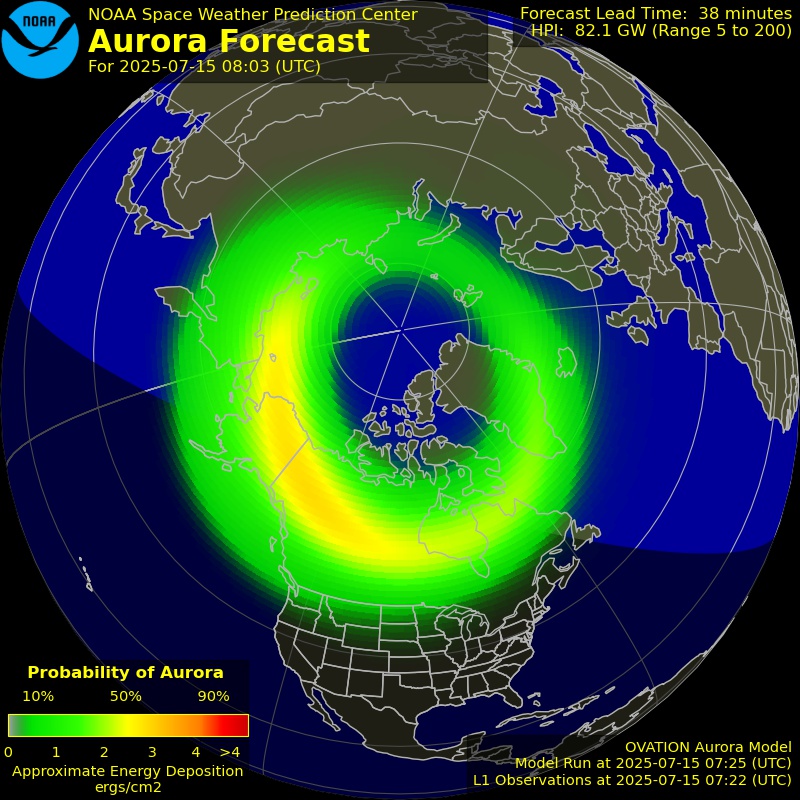 NOAA
NOAA Space Weather Prediction Center
Aurora Forecast
For 2025-07-15 08:03 (UTC)
Forecast Lead Time: 38 minutes
HPI: 82.1 GW (Range 5 to 200)
Probability of Aurora
10% 50% 90%
0 1 2 3 4 >4
Approximate Energy Deposition
ergs/cm2
OVATION Aurora Model
Model Run at 2025-07-15 07:25 (UTC)
L1 Observations at 2025-07-15 07:22 (UTC)